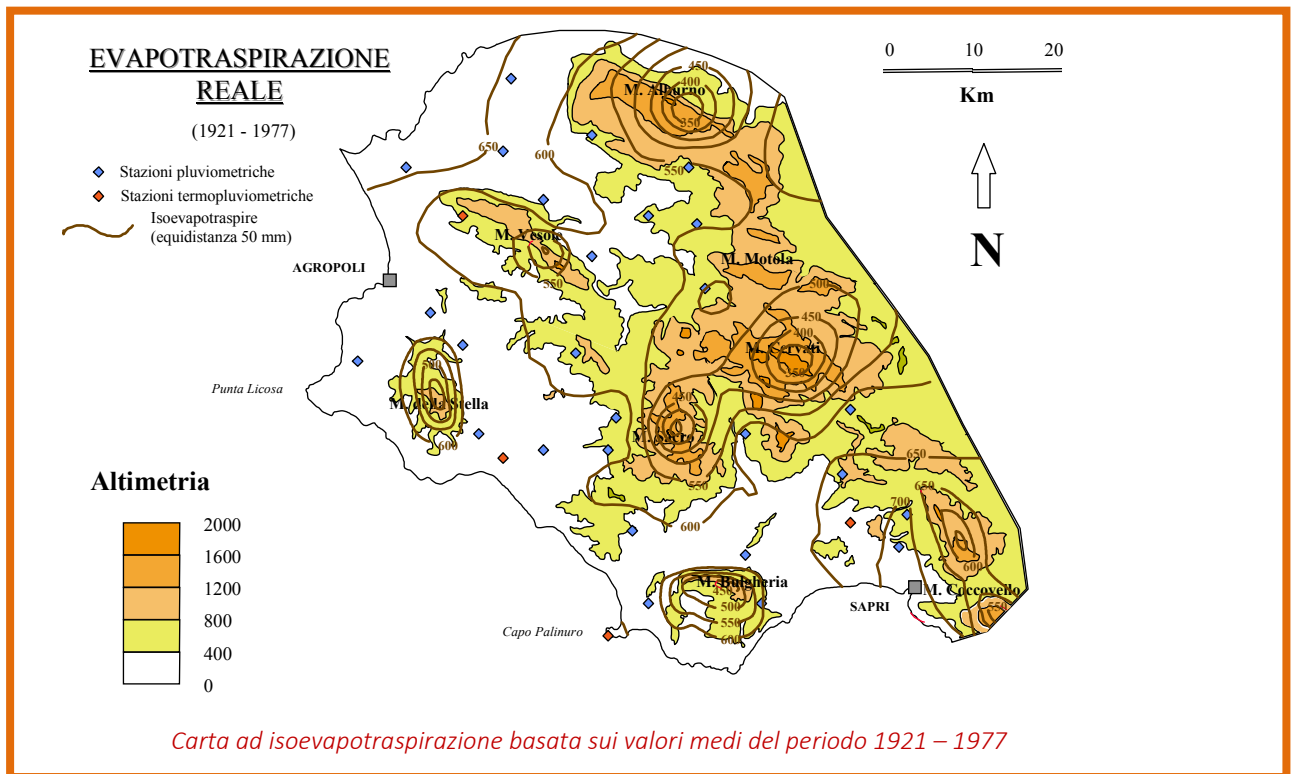 EVAPOTRASPIRAZIONE
REALE
(1921 - 1977)
Stazioni pluviometriche
Stazioni termopluviometriche
Isoevapotraspire
(equidistanza 50 mm)
0 10 20
Km
N
450
400
M. Alburno
350
650
600
550
M. Vesole
550
AGROPOLI
M. Motola
500
450
400
M. Cervati
350
500
Punta Licosa
M. della Stella
600
450
M. Sacro
550
600
650
650
700
600
M. Bulgheria
450
500
550
600
M. Coccovello
550
SAPRI
Capo Palinuro
Altimetria
2000
1600
1200
800
400
0
Carta ad isoevapotraspirazione basata sui valori medi del periodo 1921 – 1977